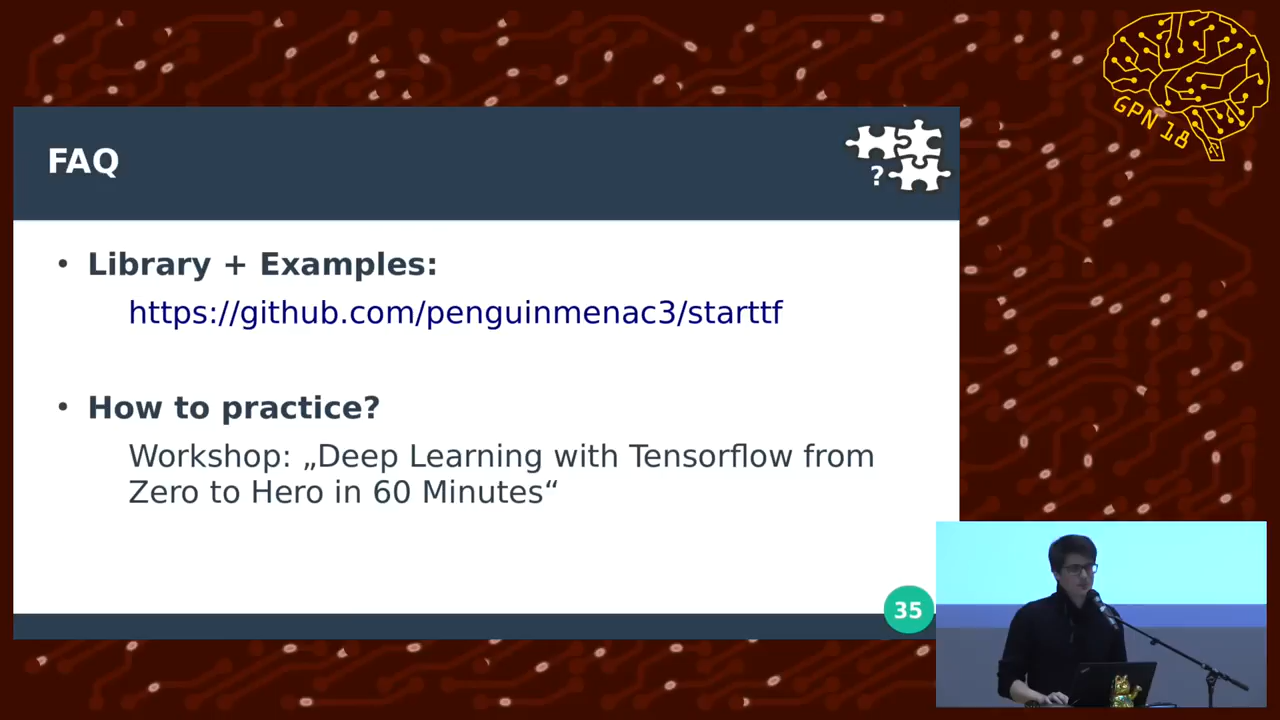 GPN 18
FAQ
?
• Library + Examples:
https://github.com/penguinmenac3/starttf
• How to practice?
Workshop: „Deep Learning with Tensorflow from
Zero to Hero in 60 Minutes“
35